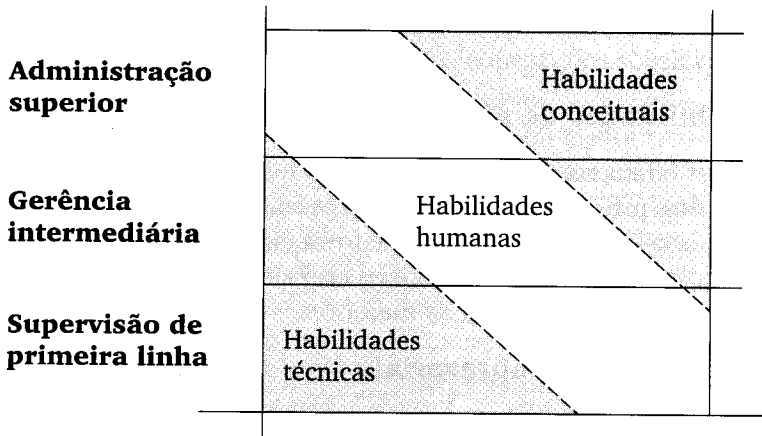 Administração
superior
Habilidades
conceituais
Gerência
intermediária
Habilidades
humanas
Supervisão de
primeira linha
Habilidades
técnicas